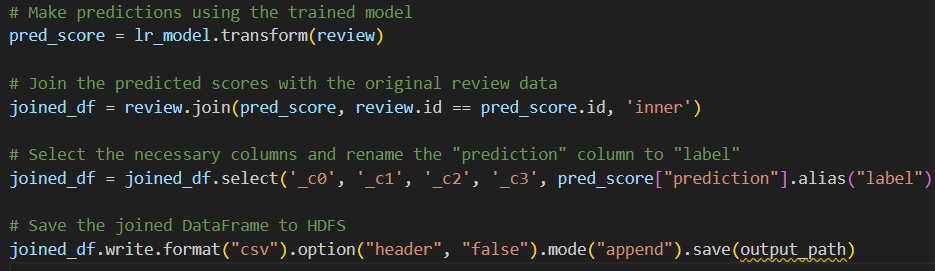 # Make predictions using the trained model
pred_score = lr_model.transform(review)
# Join the predicted scores with the original review data
joined_df = review.join(pred_score, review.id == pred_score.id, 'inner')
# Select the necessary columns and rename the "prediction" column to "label"
joined_df = joined_df.select('_c0', '_c1', '_c2', '_c3', pred_score["prediction"].alias("label")
# Save the joined DataFrame to HDFS
joined_df.write.format("csv").option("header", "false").mode("append").save(output_path)